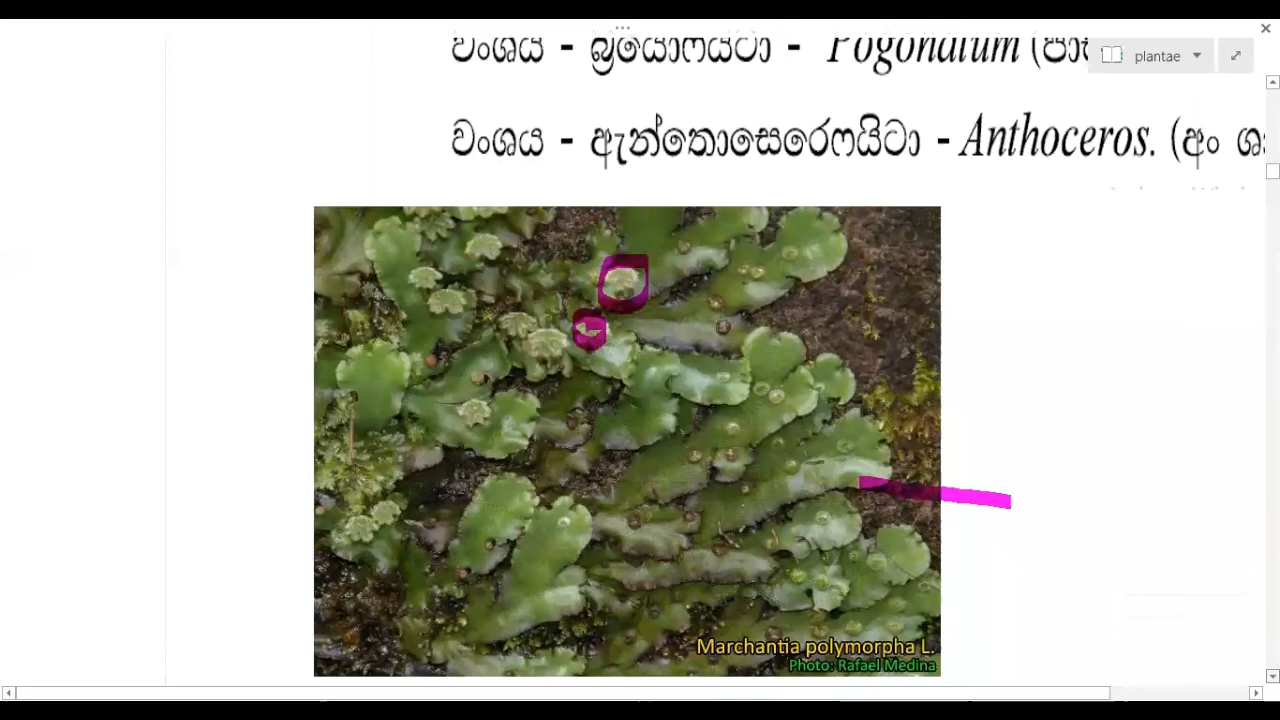 වංශය - බ්‍රයොෆයිටා - Pogonatum
plantae
වංශය - ඇන්තොසෙරෙෆයිටා - Anthoceros. (අං
Marchantia polymorpha L.
Photo: Rafael Medina